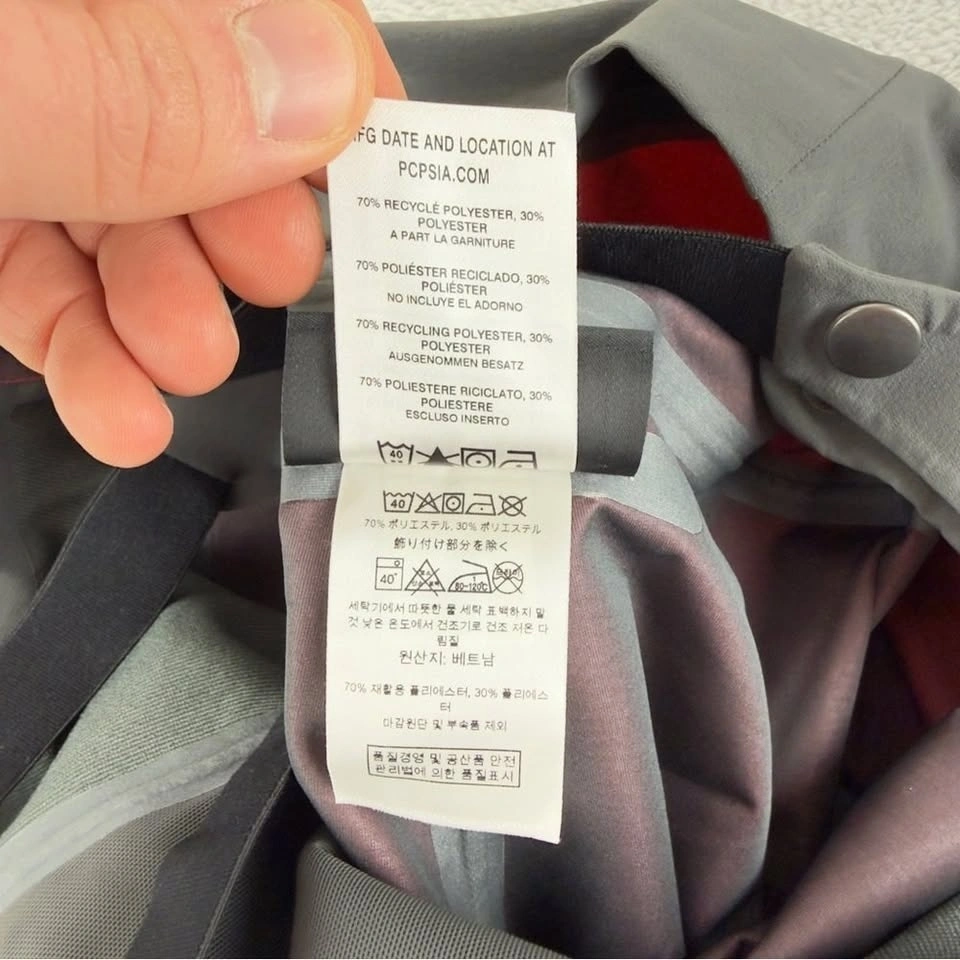 FG DATE AND LOCATION AT
PCPSIA.COM
70% RECYCLÉ POLYESTER, 30%
POLYESTER
A PART LA GARNITURE
70% POLIÉSTER RECICLADO, 30%
POLIÉSTER
NO INCLUYE EL ADORNO
70% RECYCLING POLYESTER, 30%
POLYESTER
AUSGENOMMEN BESATZ
70% POLIESTERE RICICLATO, 30%
POLIESTERE
ESCLUSO INSERTO
40
40
70% ポリエステル, 30% ポリエステル
飾り付け部分を除く
40° 80-120℃
세탁기에서 따뜻한 물 세탁 표백하지 말
것 낮은 온도에서 건조기로 건조 저온 다
림질
원산지: 베트남
70% 재활용 폴리에스터, 30% 폴리에스
터
마감원단 및 부속품 제외
품질경영 및 공산품 안전
관리법에 의한 품질표시